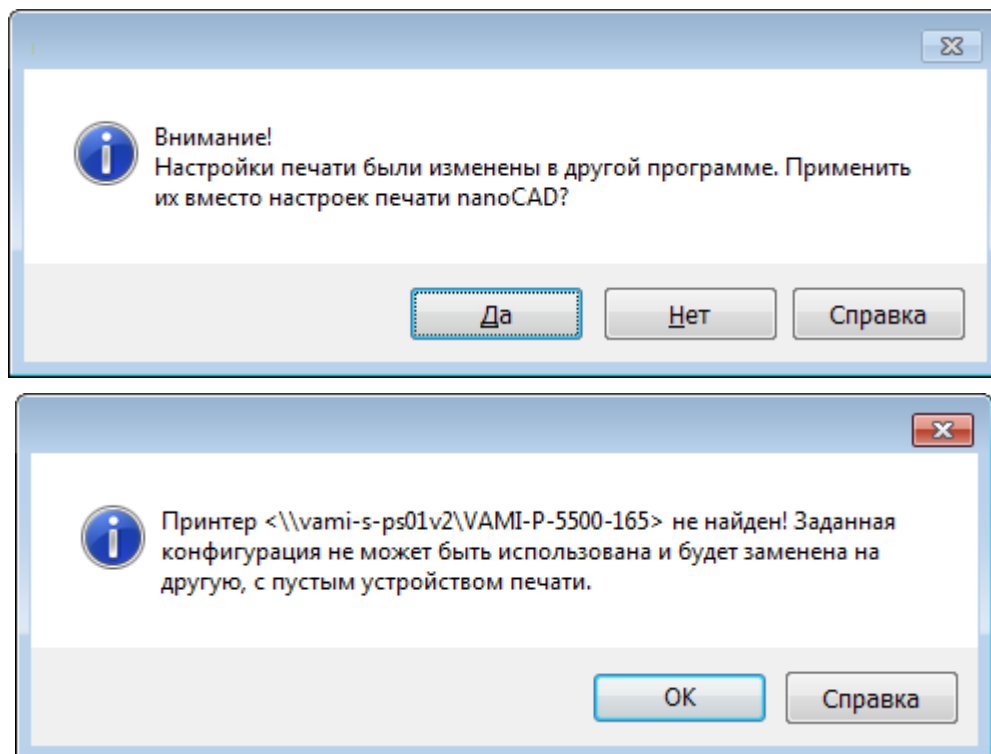 Внимание!
Настройки печати были изменены в другой программе. Применить
их вместо настроек печати nanoCAD?
Да
Нет
Справка
Принтер <\\vami-s-ps01v2\VAMI-P-5500-165> не найден! Заданная
конфигурация не может быть использована и будет заменена на
другую, с пустым устройством печати.
OK
Справка